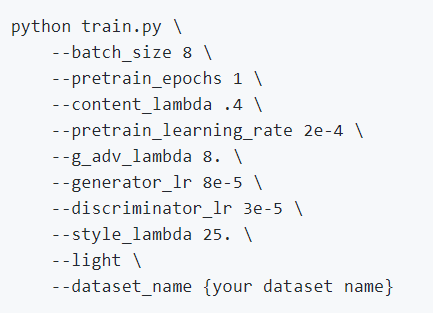 python train.py \
--batch_size 8 \
--pretrain_epochs 1 \
--content_lambda .4 \
--pretrain_learning_rate 2e-4 \
--g_adv_lambda 8. \
--generator_lr 8e-5 \
--discriminator_lr 3e-5 \
--style_lambda 25. \
--light \
--dataset_name {your dataset name}